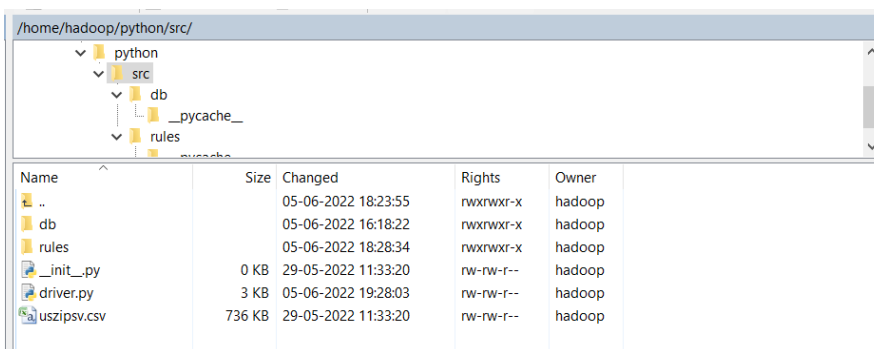 /home/hadoop/python/src/
python
src
db
__pycache__
rules
Name Size Changed Rights Owner
.. 05-06-2022 18:23:55 rwxrwxr-x hadoop
db 05-06-2022 16:18:22 rwxrwxr-x hadoop
rules 05-06-2022 18:28:34 rwxrwxr-x hadoop
__init__.py 0 KB 29-05-2022 11:33:20 rw-rw-r-- hadoop
driver.py 3 KB 05-06-2022 19:28:03 rw-rw-r-- hadoop
uszipsv.csv 736 KB 29-05-2022 11:33:20 rw-rw-r-- hadoop